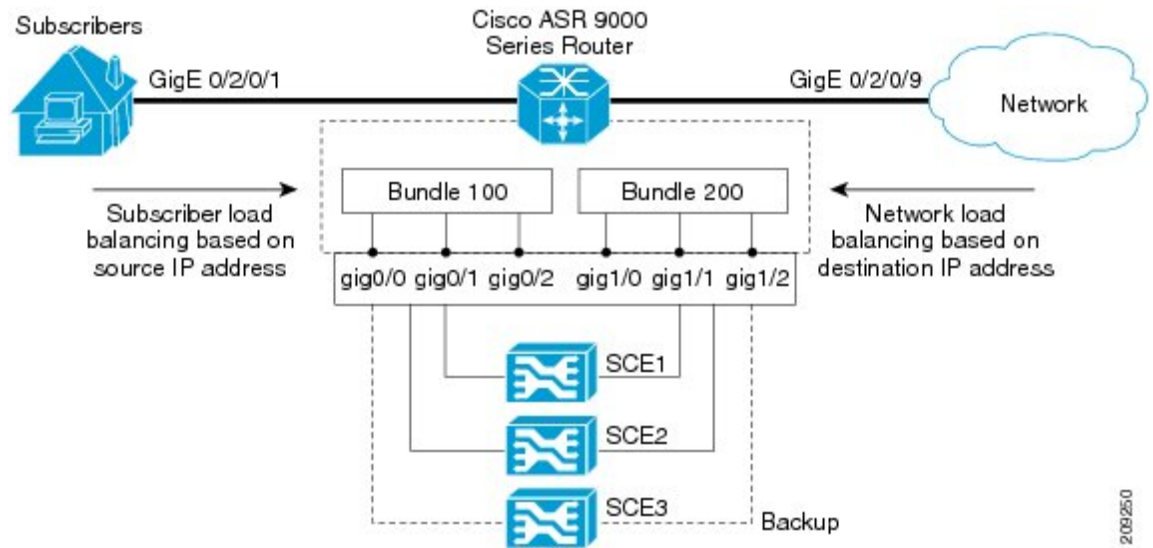 Subscribers
Cisco ASR 9000
Series Router
GigE 0/2/0/1
GigE 0/2/0/9
Network
Bundle 100
Bundle 200
Subscriber load
balancing based on
source IP address
Network load
balancing based on
destination IP address
gig0/0 gig0/1 gig0/2 gig1/0 gig1/1 gig1/2
SCE1
SCE2
SCE3
Backup
209250